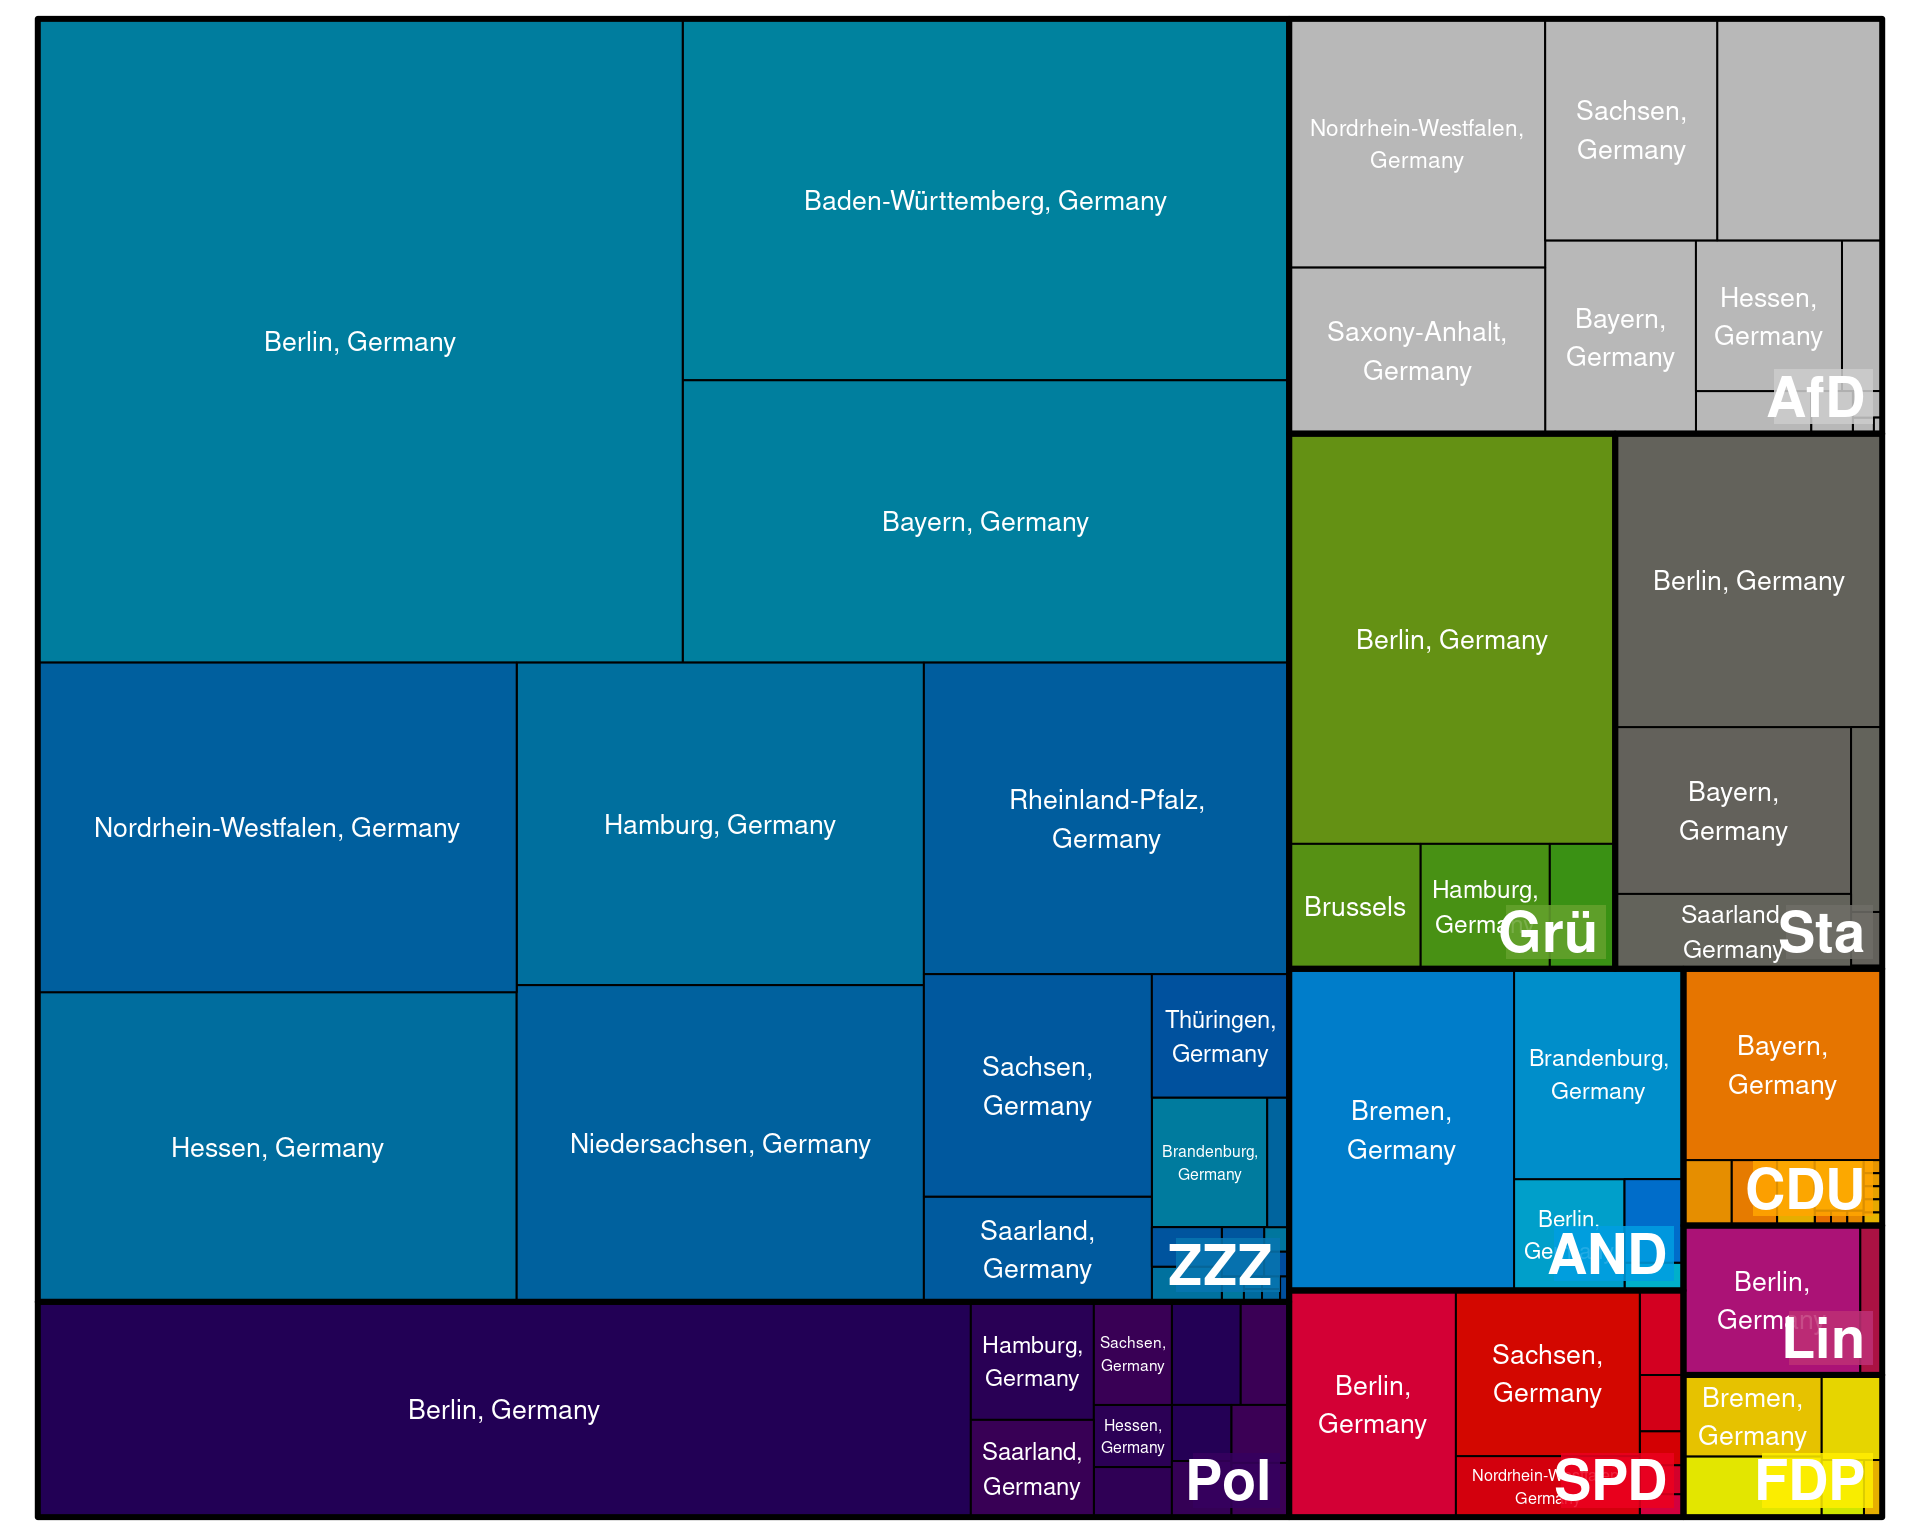 Berlin, Germany
Baden-Württemberg, Germany
Bayern, Germany
Nordrhein-Westfalen, Germany
Hamburg, Germany
Rheinland-Pfalz,
Germany
Hessen, Germany
Niedersachsen, Germany
Sachsen,
Germany
Thüringen,
Germany
Brandenburg,
Germany
Saarland,
Germany
ZZZ
Berlin, Germany
Hamburg,
Germany
Saarland,
Germany
Sachsen,
Germany
Hessen,
Germany
Pol
Nordrhein-Westfalen,
Germany
Sachsen,
Germany
Saxony-Anhalt,
Germany
Bayern,
Germany
Hessen,
Germany
AfD
Berlin, Germany
Brussels
Hamburg,
Germany
Grü
Berlin, Germany
Bayern,
Germany
Saarland,
Germany
Sta
Bremen,
Germany
Brandenburg,
Germany
Berlin,
AND
Bayern,
Germany
CDU
Berlin,
Germany
Lin
Berlin,
Germany
Sachsen,
Germany
SPD
Bremen,
Germany
FDP